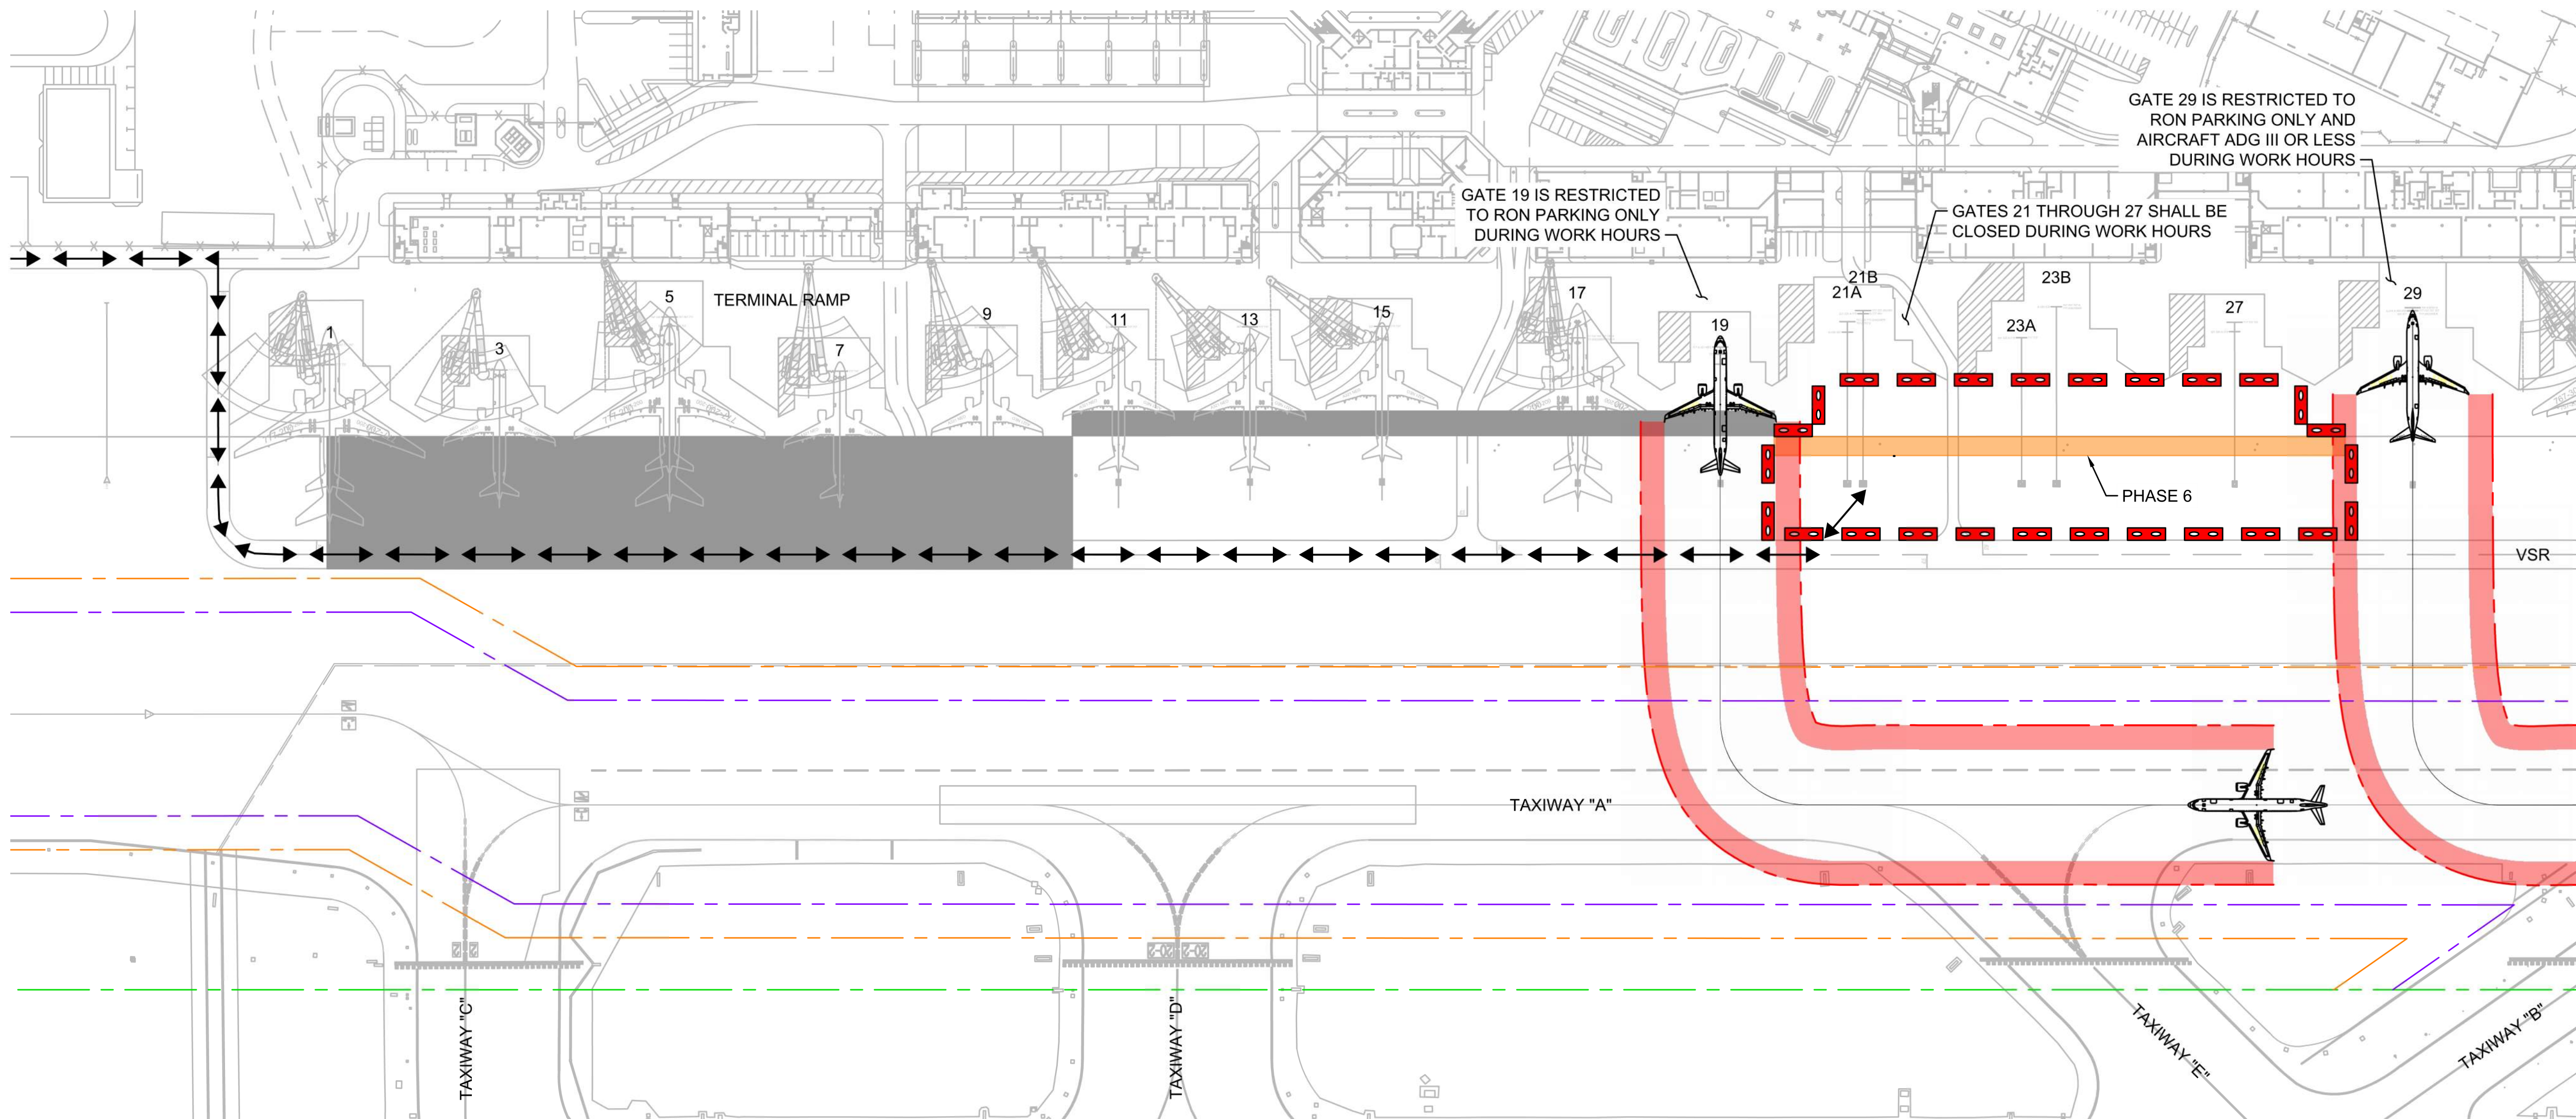 GATE 29 IS RESTRICTED TO
RON PARKING ONLY AND
AIRCRAFT ADG III OR LESS
DURING WORK HOURS
GATE 19 IS RESTRICTED
TO RON PARKING ONLY
DURING WORK HOURS
GATES 21 THROUGH 27 SHALL BE
CLOSED DURING WORK HOURS
TERMINAL RAMP
1
3
5
7
9
11
13
15
17
19
21B
21A
23B
23A
27
29
PHASE 6
VSR
TAXIWAY "A"
TAXIWAY "C"
TAXIWAY "D"
TAXIWAY "E"
TAXIWAY "B"